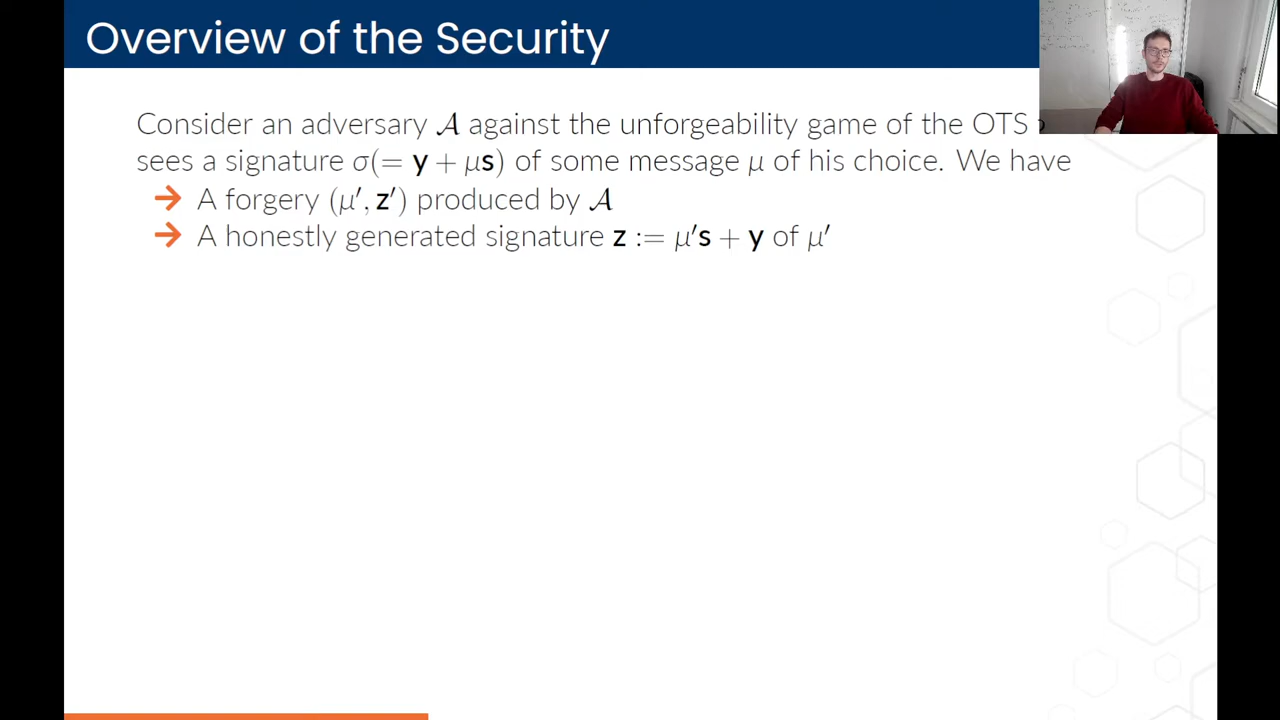 Overview of the Security
Consider an adversary 𝒜 against the unforgeability game of the OTS
sees a signature σ(= y + μs) of some message μ of his choice. We have
→ A forgery (μ′, z′) produced by 𝒜
→ A honestly generated signature z := μ′s + y of μ′